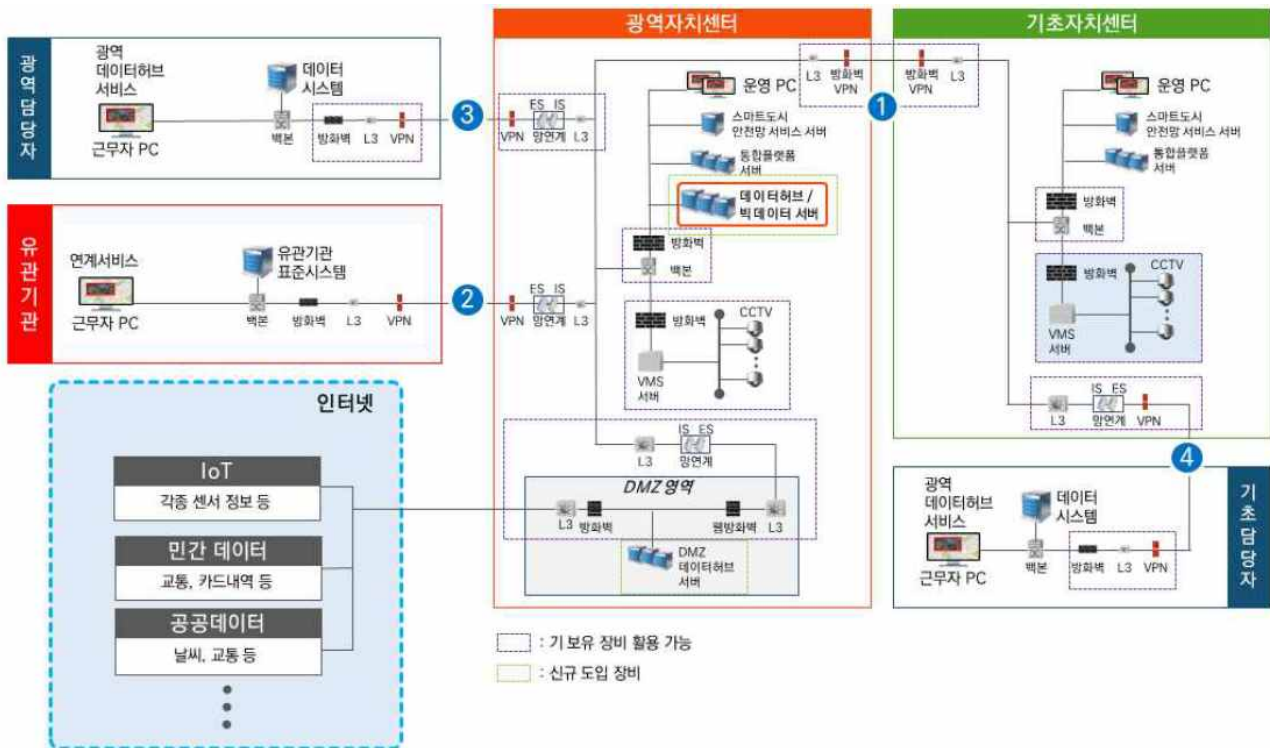 광역담당자
광역
데이터허브
서비스
근무자 PC
데이터
시스템
백본
방화벽
L3
VPN
3
VPN
ES IS
망연계
L3
유관기관
연계서비스
근무자 PC
유관기관
표준시스템
백본
방화벽
L3
VPN
2
VPN
ES IS
망연계
L3
인터넷
IoT
각종 센서 정보 등
민간 데이터
교통, 카드내역 등
공공데이터
날씨, 교통 등
광역자치센터
운영 PC
스마트도시
안전망 서비스 서버
통합플랫폼
서버
데이터허브 /
빅데이터 서버
방화벽
백본
방화벽
CCTV
VMS
서버
L3
방화벽
VPN
1
방화벽
VPN
L3
IS ES
L3
망연계
DMZ영역
L3
방화벽
웹방화벽
L3
DMZ
데이터허브
서버
: 기 보유 장비 활용 가능
: 신규 도입 장비
기초자치센터
운영 PC
스마트도시
안전망 서비스 서버
통합플랫폼
서버
방화벽
백본
방화벽
CCTV
VMS
서버
IS ES
L3
망연계
VPN
4
기초담당자
광역
데이터허브
서비스
근무자 PC
데이터
시스템
백본
방화벽
L3
VPN